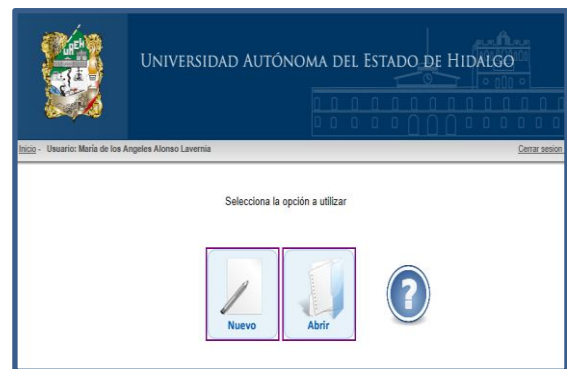 UAEH
UNIVERSIDAD AUTÓNOMA DEL ESTADO DE HIDALGO
Inicio - Usuario: María de los Angeles Alonso Lavernia
Cerrar sesion
Selecciona la opción a utilizar
Nuevo
Abrir
?